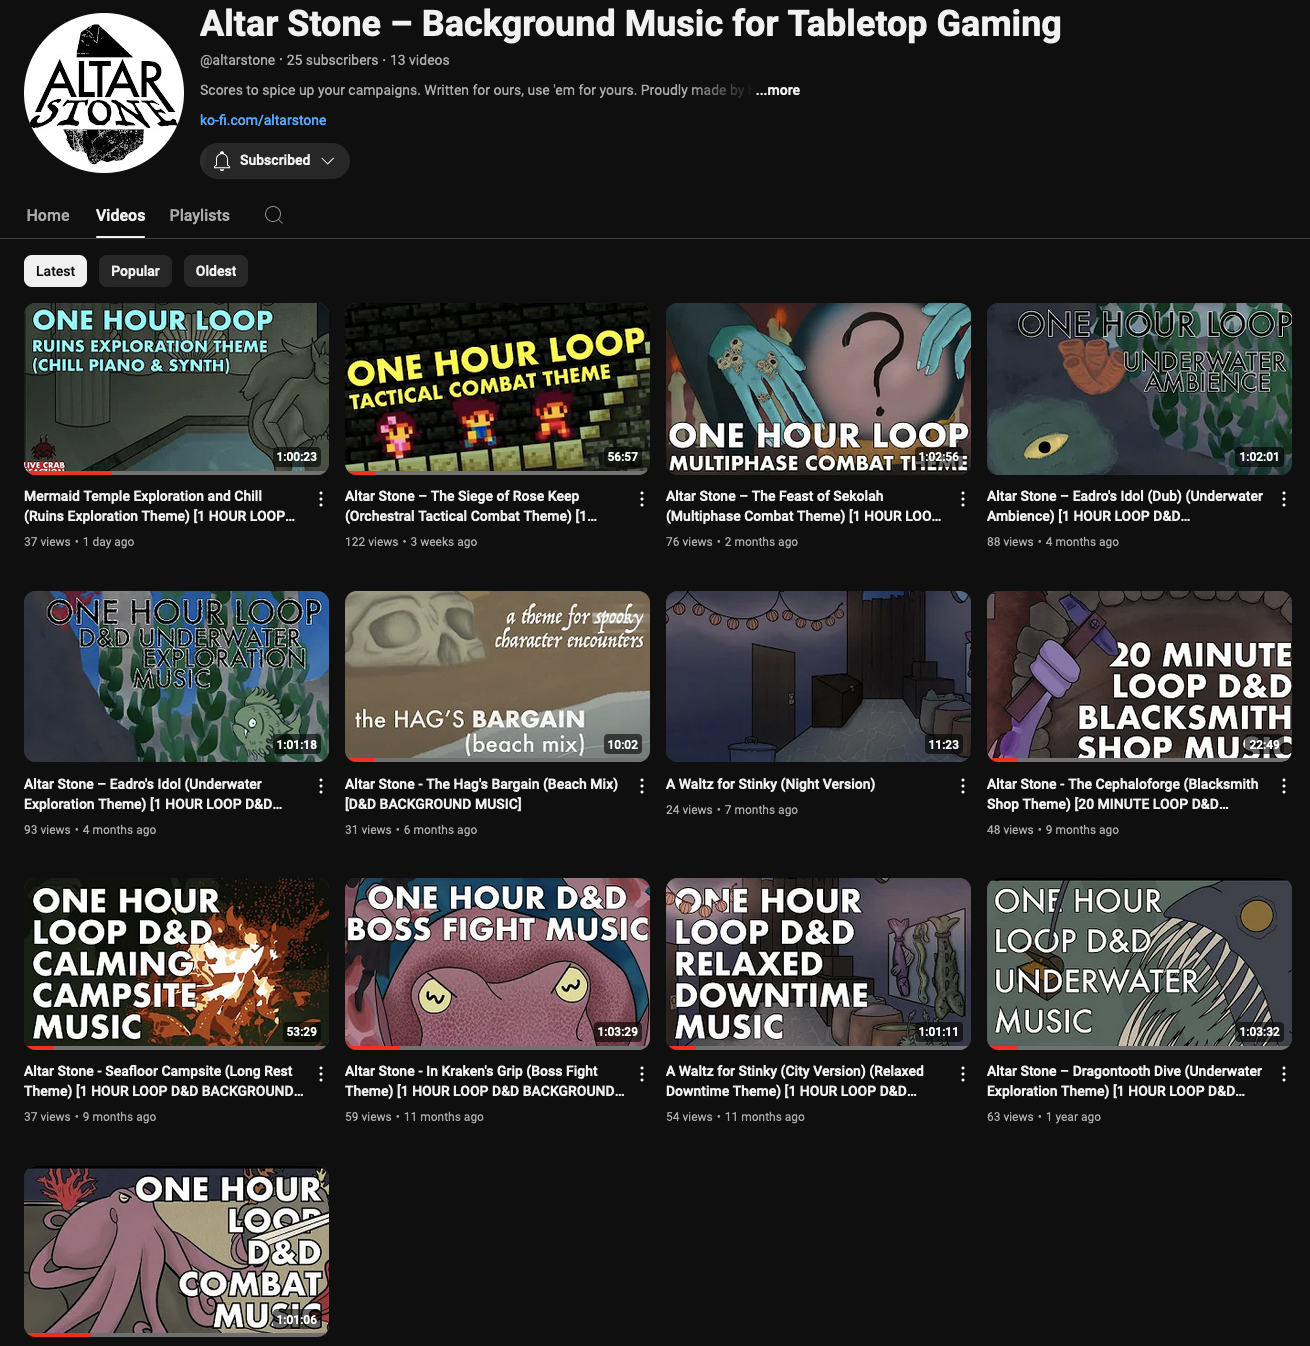 Altar Stone – Background Music for Tabletop Gaming
ALTAR
STONE
@altarstone · 25 subscribers · 13 videos
Scores to spice up your campaigns. Written for ours, use 'em for yours. Proudly made by ...more
ko-fi.com/altarstone
Subscribed
Home Videos Playlists
Latest Popular Oldest
ONE HOUR LOOP
RUINS EXPLORATION THEME
(CHILL PIANO & SYNTH)
LIVE CRAB
1:00:23
Mermaid Temple Exploration and Chill
(Ruins Exploration Theme) [1 HOUR LOOP...
37 views • 1 day ago
ONE HOUR LOOP
TACTICAL COMBAT THEME
56:57
Altar Stone – The Siege of Rose Keep
(Orchestral Tactical Combat Theme) [1...
122 views • 3 weeks ago
?
ONE HOUR LOOP
MULTIPHASE COMBAT THEME
1:02:56
Altar Stone – The Feast of Sekolah
(Multiphase Combat Theme) [1 HOUR LOO...
76 views • 2 months ago
ONE HOUR LOOP
UNDERWATER
AMBIENCE
1:02:01
Altar Stone – Eadro's Idol (Dub) (Underwater
Ambience) [1 HOUR LOOP D&D...
88 views • 4 months ago
ONE HOUR LOOP
D&D UNDERWATER
EXPLORATION
MUSIC
1:01:18
Altar Stone – Eadro's Idol (Underwater
Exploration Theme) [1 HOUR LOOP D&D...
93 views • 4 months ago
a theme for spooky
character encounters
the HAG'S BARGAIN
(beach mix)
10:02
Altar Stone - The Hag's Bargain (Beach Mix)
[D&D BACKGROUND MUSIC]
31 views • 6 months ago
11:23
A Waltz for Stinky (Night Version)
24 views • 7 months ago
20 MINUTE
LOOP D&D
BLACKSMITH
SHOP MUSIC
22:49
Altar Stone - The Cephaloforge (Blacksmith
Shop Theme) [20 MINUTE LOOP D&D...
48 views • 9 months ago
ONE HOUR
LOOP D&D
CALMING
CAMPSITE
MUSIC
53:29
Altar Stone - Seafloor Campsite (Long Rest
Theme) [1 HOUR LOOP D&D BACKGROUND...
37 views • 9 months ago
ONE HOUR D&D
BOSS FIGHT MUSIC
1:03:29
Altar Stone - In Kraken's Grip (Boss Fight
Theme) [1 HOUR LOOP D&D BACKGROUND...
59 views • 11 months ago
ONE HOUR
LOOP D&D
RELAXED
DOWNTIME
MUSIC
1:01:11
A Waltz for Stinky (City Version) (Relaxed
Downtime Theme) [1 HOUR LOOP D&D...
54 views • 11 months ago
ONE HOUR
LOOP D&D
UNDERWATER
MUSIC
1:03:32
Altar Stone – Dragontooth Dive (Underwater
Exploration Theme) [1 HOUR LOOP D&D...
63 views • 1 year ago
ONE HOUR
LOOP
D&D
COMBAT
MUSIC
1:01:06